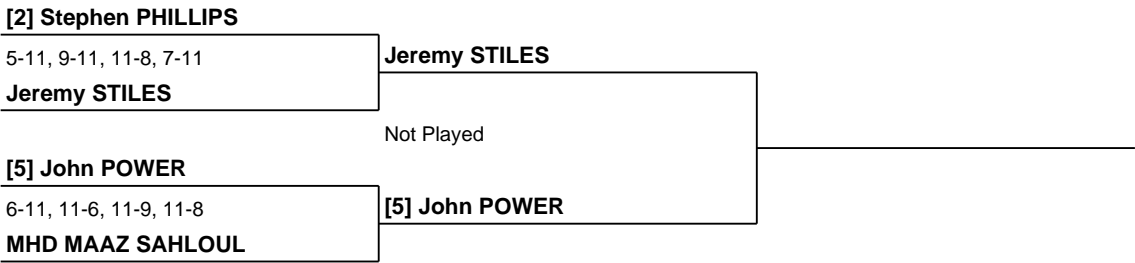 [2] Stephen PHILLIPS
5-11, 9-11, 11-8, 7-11
Jeremy STILES
Jeremy STILES
Not Played
[5] John POWER
6-11, 11-6, 11-9, 11-8
[5] John POWER
MHD MAAZ SAHLOUL